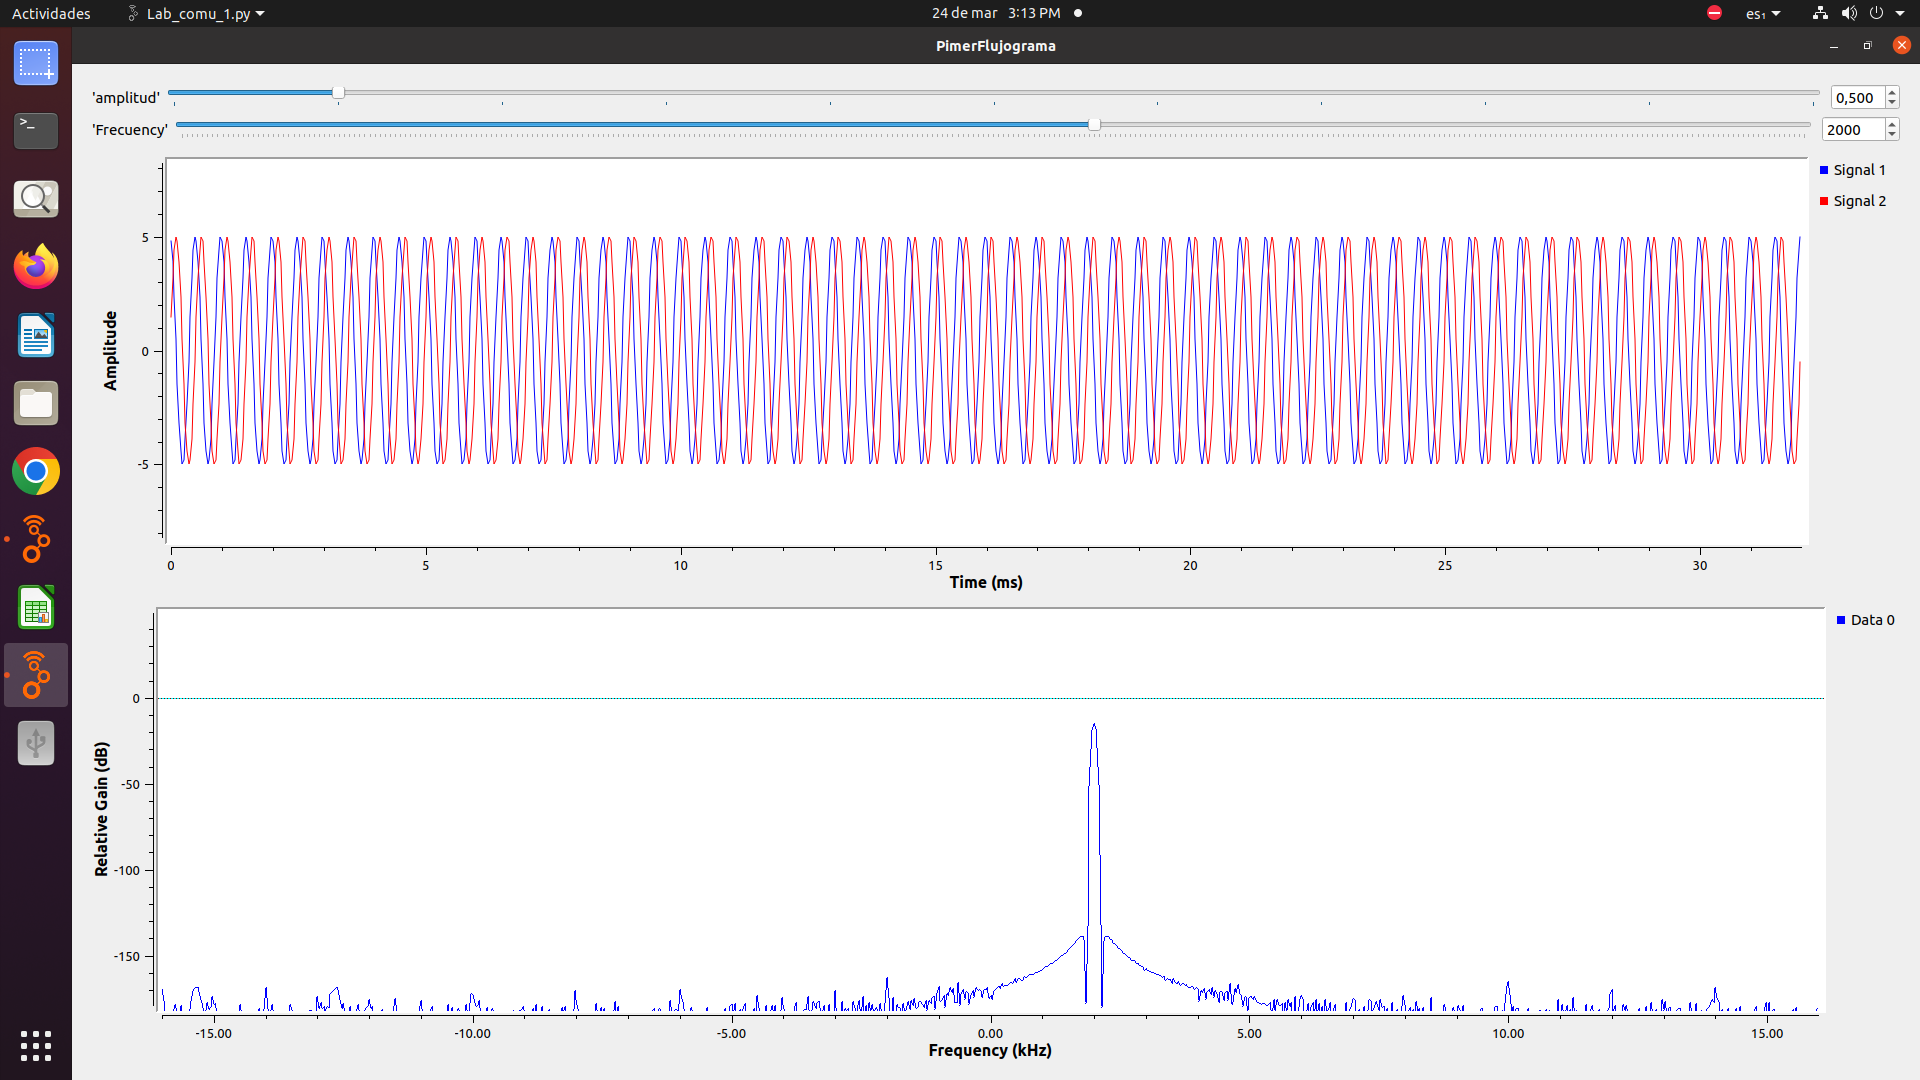 Actividades Lab_comu_1.py 24 de mar 3:13 PM es₁
PimerFlujograma
'amplitud' 0,500
'Frecuency' 2000
Signal 1
Signal 2
Amplitude
5
0
-5
0 5 10 15 20 25 30
Time (ms)
Data 0
Relative Gain (dB)
0
-50
-100
-150
-15.00 -10.00 -5.00 0.00 5.00 10.00 15.00
Frequency (kHz)